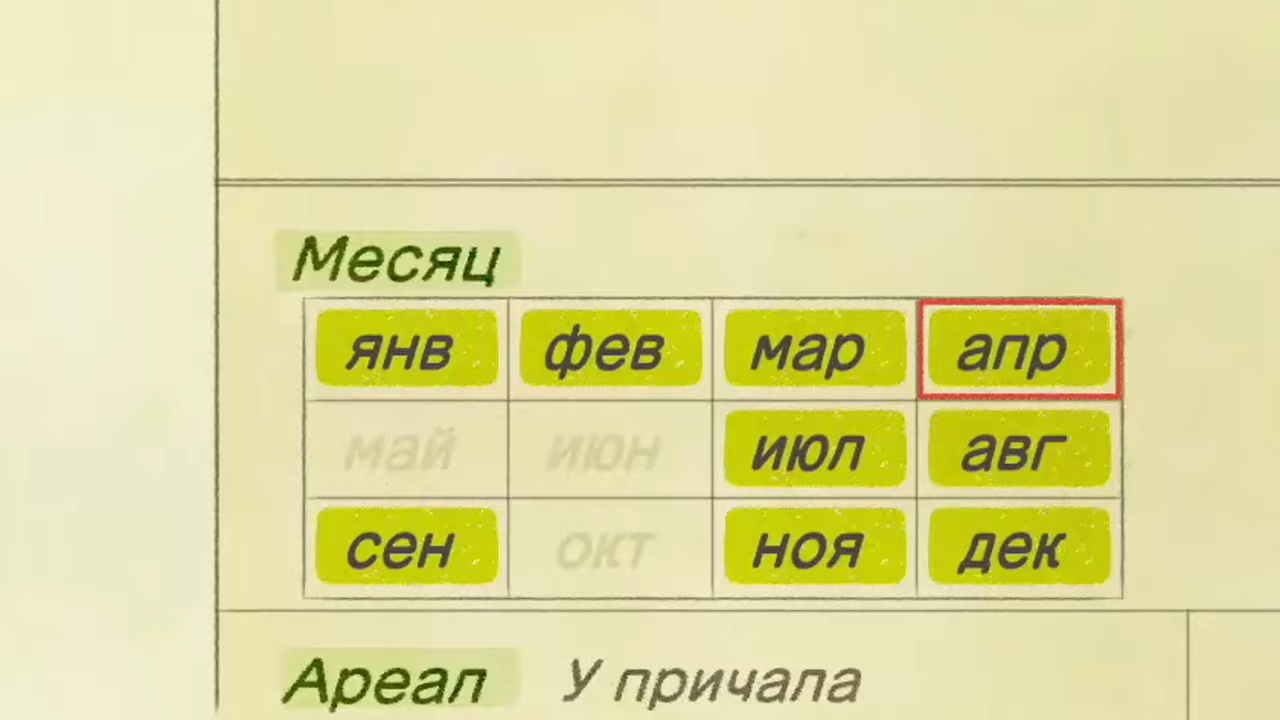 Месяц
янв фев мар апр
май июн июл авг
сен окт ноя дек
Ареал У причала